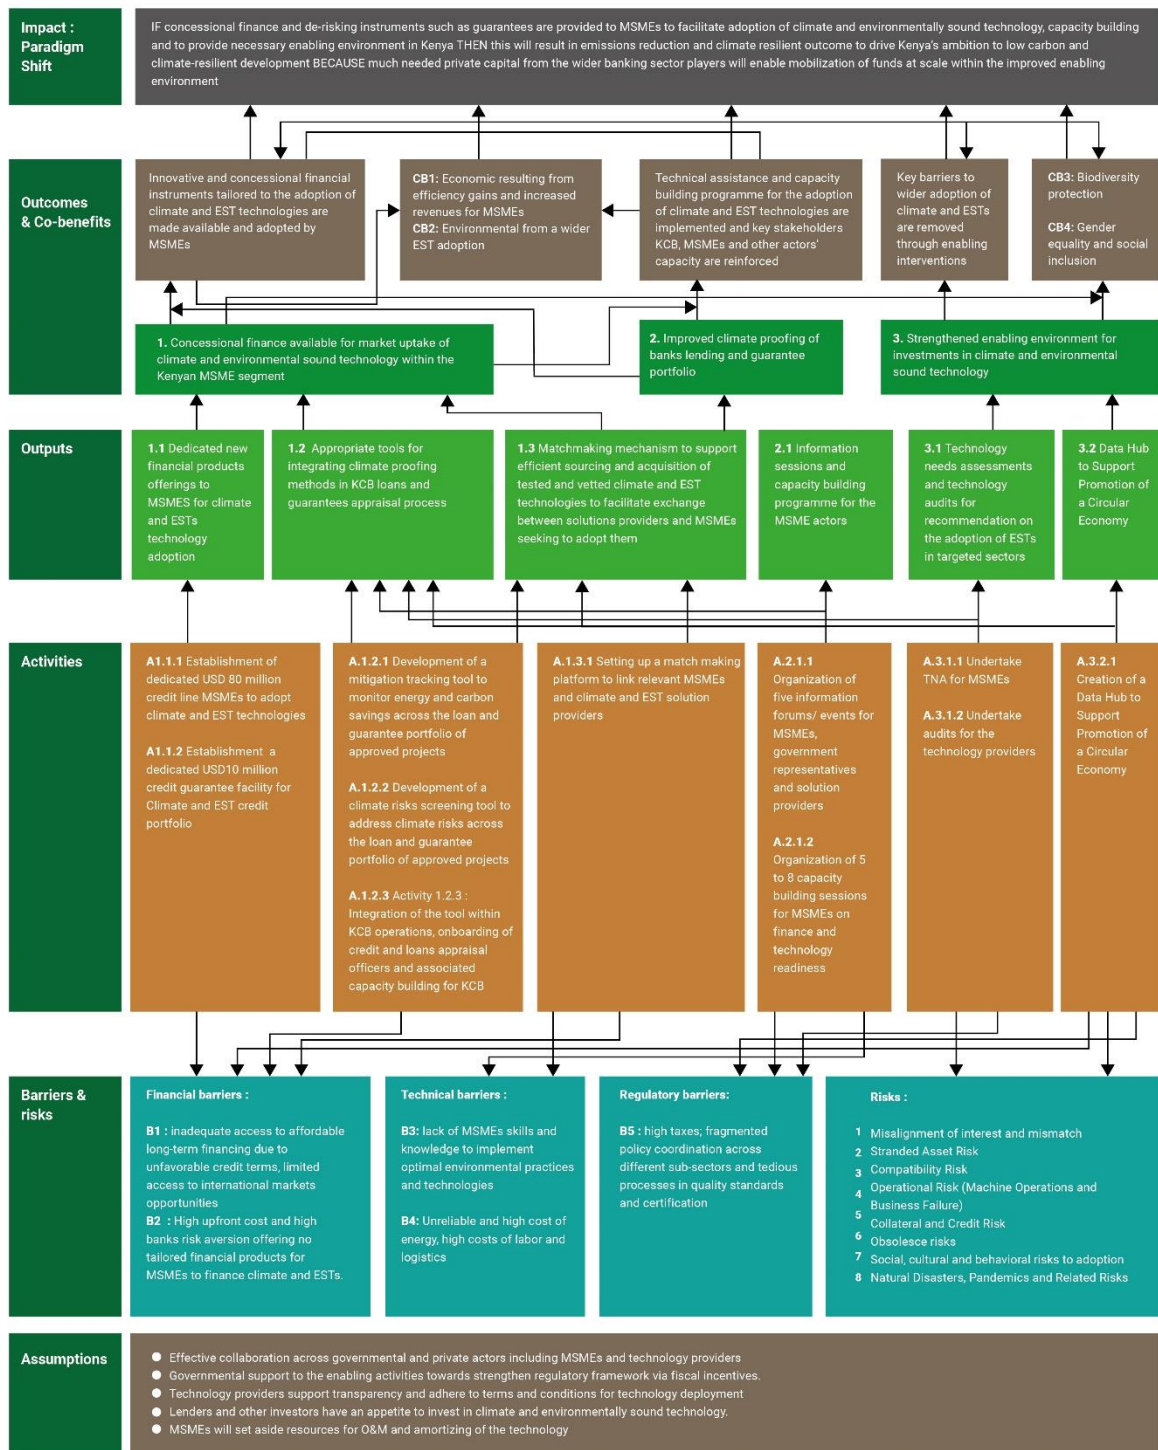 Impact :
Paradigm
Shift
IF concessional finance and de-risking instruments such as guarantees are provided to MSMEs to facilitate adoption of climate and environmentally sound technology, capacity building
and to provide necessary enabling environment in Kenya THEN this will result in emissions reduction and climate resilient outcome to drive Kenya's ambition to low carbon and
climate-resilient development BECAUSE much needed private capital from the wider banking sector players will enable mobilization of funds at scale within the improved enabling
environment
Outcomes
& Co-benefits
Innovative and concessional financial
instruments tailored to the adoption of
climate and EST technologies are
made available and adopted by
MSMEs
CB1: Economic resulting from
efficiency gains and increased
revenues for MSMEs
CB2: Environmental from a wider
EST adoption
Technical assistance and capacity
building programme for the adoption
of climate and EST technologies are
implemented and key stakeholders
KCB, MSMEs and other actors'
capacity are reinforced
Key barriers to
wider adoption of
climate and ESTs
are removed
through enabling
interventions
CB3: Biodiversity
protection
CB4: Gender
equality and social
inclusion
1. Concessional finance available for market uptake of
climate and environmental sound technology within the
Kenyan MSME segment
2. Improved climate proofing of
banks lending and guarantee
portfolio
3. Strengthened enabling environment for
investments in climate and environmental
sound technology
Outputs
1.1 Dedicated new
financial products
offerings to
MSMES for climate
and ESTs
technology
adoption
1.2 Appropriate tools for
integrating climate proofing
methods in KCB loans and
guarantees appraisal process
1.3 Matchmaking mechanism to support
efficient sourcing and acquisition of
tested and vetted climate and EST
technologies to facilitate exchange
between solutions providers and MSMEs
seeking to adopt them
2.1 Information
sessions and
capacity building
programme for the
MSME actors
3.1 Technology
needs assessments
and technology
audits for
recommendation on
the adoption of ESTs
in targeted sectors
3.2 Data Hub
to Support
Promotion of
a Circular
Economy
Activities
A1.1.1 Establishment of
dedicated USD 80 million
credit line MSMEs to adopt
climate and EST technologies
A1.1.2 Establishment a
dedicated USD10 million
credit guarantee facility for
Climate and EST credit
portfolio
A.1.2.1 Development of a
mitigation tracking tool to
monitor energy and carbon
savings across the loan and
guarantee portfolio of
approved projects
A.1.2.2 Development of a
climate risks screening tool to
address climate risks across
the loan and guarantee
portfolio of approved projects
A.1.2.3 Activity 1.2.3 :
Integration of the tool within
KCB operations, onboarding of
credit and loans appraisal
officers and associated
capacity building for KCB
A.1.3.1 Setting up a match making
platform to link relevant MSMEs
and climate and EST solution
providers
A.2.1.1
Organization of
five information
forums/ events for
MSMEs,
government
representatives
and solution
providers
A.2.1.2
Organization of 5
to 8 capacity
building sessions
for MSMEs on
finance and
technology
readiness
A.3.1.1 Undertake
TNA for MSMEs
A.3.1.2 Undertake
audits for the
technology providers
A.3.2.1
Creation of a
Data Hub to
Support
Promotion of
a Circular
Economy
Barriers &
risks
Financial barriers :
B1 : inadequate access to affordable
long-term financing due to
unfavorable credit terms, limited
access to international markets
opportunities
B2 : High upfront cost and high
banks risk aversion offering no
tailored financial products for
MSMEs to finance climate and ESTs.
Technical barriers :
B3: lack of MSMEs skills and
knowledge to implement
optimal environmental practices
and technologies
B4: Unreliable and high cost of
energy, high costs of labor and
logistics
Regulatory barriers:
B5 : high taxes; fragmented
policy coordination across
different sub-sectors and tedious
processes in quality standards
and certification
Risks :
1 Misalignment of interest and mismatch
2 Stranded Asset Risk
3 Compatibility Risk
4 Operational Risk (Machine Operations and
Business Failure)
5 Collateral and Credit Risk
6 Obsolesce risks
7 Social, cultural and behavioral risks to adoption
8 Natural Disasters, Pandemics and Related Risks
Assumptions
● Effective collaboration across governmental and private actors including MSMEs and technology providers
● Governmental support to the enabling activities towards strengthen regulatory framework via fiscal incentives.
● Technology providers support transparency and adhere to terms and conditions for technology deployment
● Lenders and other investors have an appetite to invest in climate and environmentally sound technology.
● MSMEs will set aside resources for O&M and amortizing of the technology